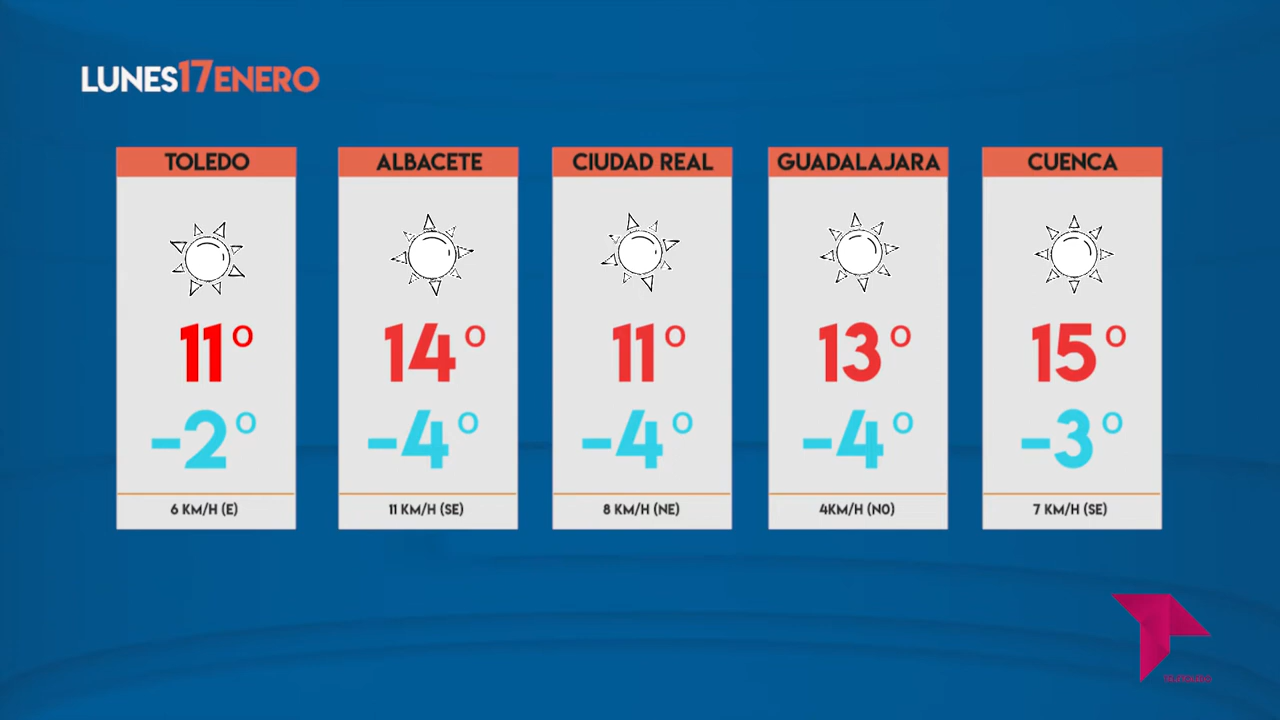 LUNES17ENERO
TOLEDO
11°
-2°
6 KM/H (E)
ALBACETE
14°
-4°
11 KM/H (SE)
CIUDAD REAL
11°
-4°
8 KM/H (NE)
GUADALAJARA
13°
-4°
4KM/H (NO)
CUENCA
15°
-3°
7 KM/H (SE)